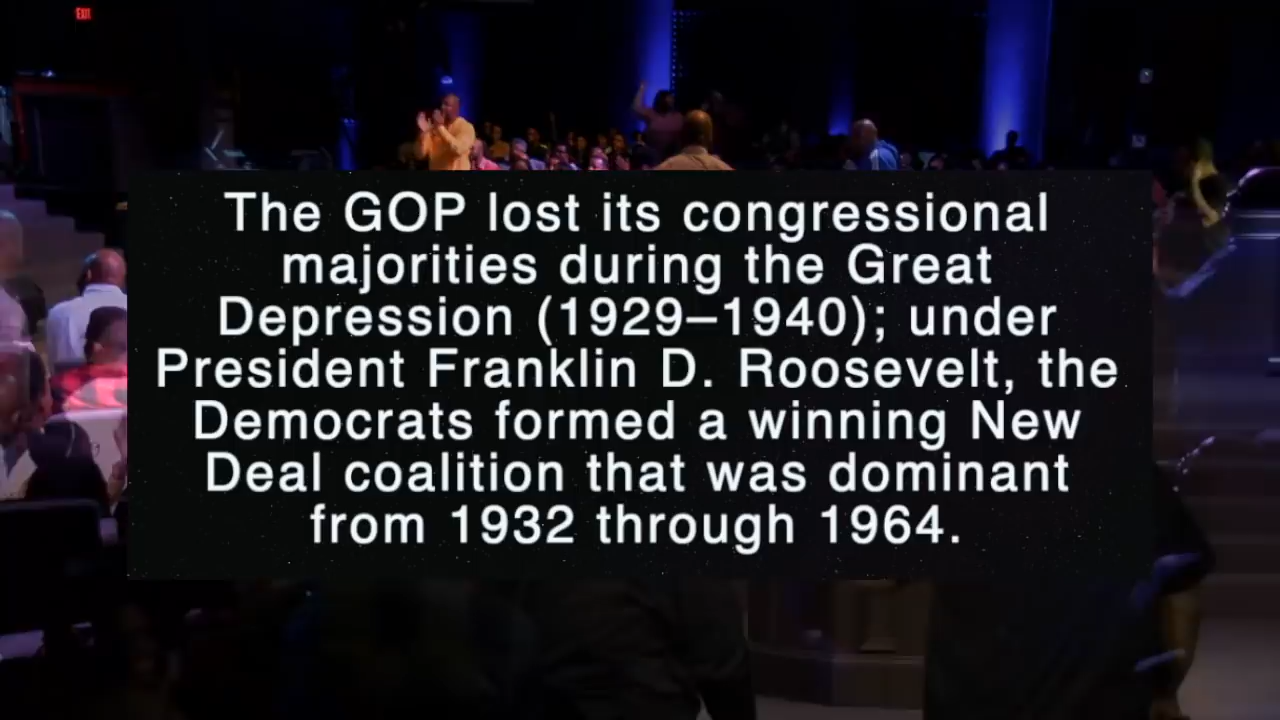 EXIT
The GOP lost its congressional
majorities during the Great
Depression (1929–1940); under
President Franklin D. Roosevelt, the
Democrats formed a winning New
Deal coalition that was dominant
from 1932 through 1964.